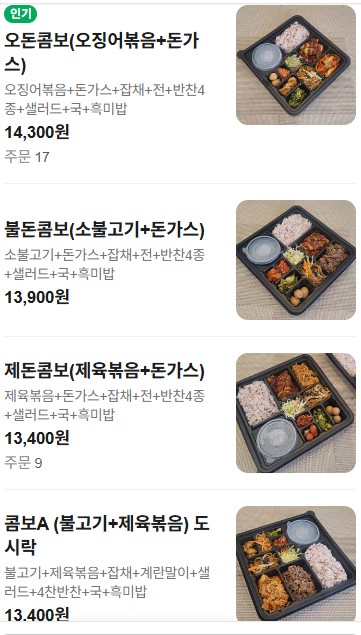 인기
오돈콤보(오징어볶음+돈가
스)
오징어볶음+돈가스+잡채+전+반찬4
종+샐러드+국+흑미밥
14,300원
주문 17
불돈콤보(소불고기+돈가스)
소불고기+돈가스+잡채+전+반찬4종
+샐러드+국+흑미밥
13,900원
제돈콤보(제육볶음+돈가스)
제육볶음+돈가스+잡채+전+반찬4종
+샐러드+국+흑미밥
13,400원
주문 9
콤보A (불고기+제육볶음) 도
시락
불고기+제육볶음+잡채+계란말이+샐
러드+4찬반찬+국+흑미밥
13,400원